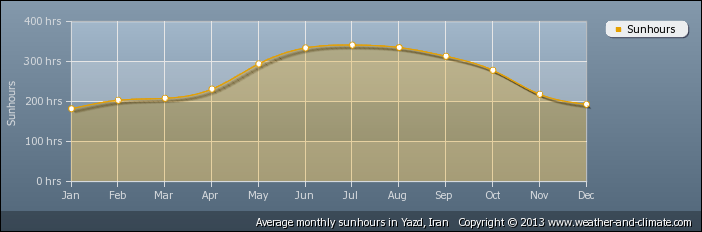 400 hrs
Sunhours
300 hrs
200 hrs
100 hrs
0 hrs
Sunhours
Jan Feb Mar Apr May Jun Jul Aug Sep Oct Nov Dec
Average monthly sunhours in Yazd, Iran Copyright © 2013 www.weather-and-climate.com